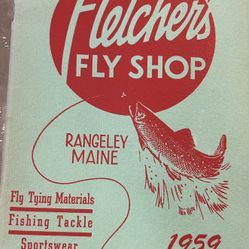 Fletcher's
FLY SHOP
RANGELEY
MAINE
Fly Tying Materials
Fishing Tackle
Sportswear
1959